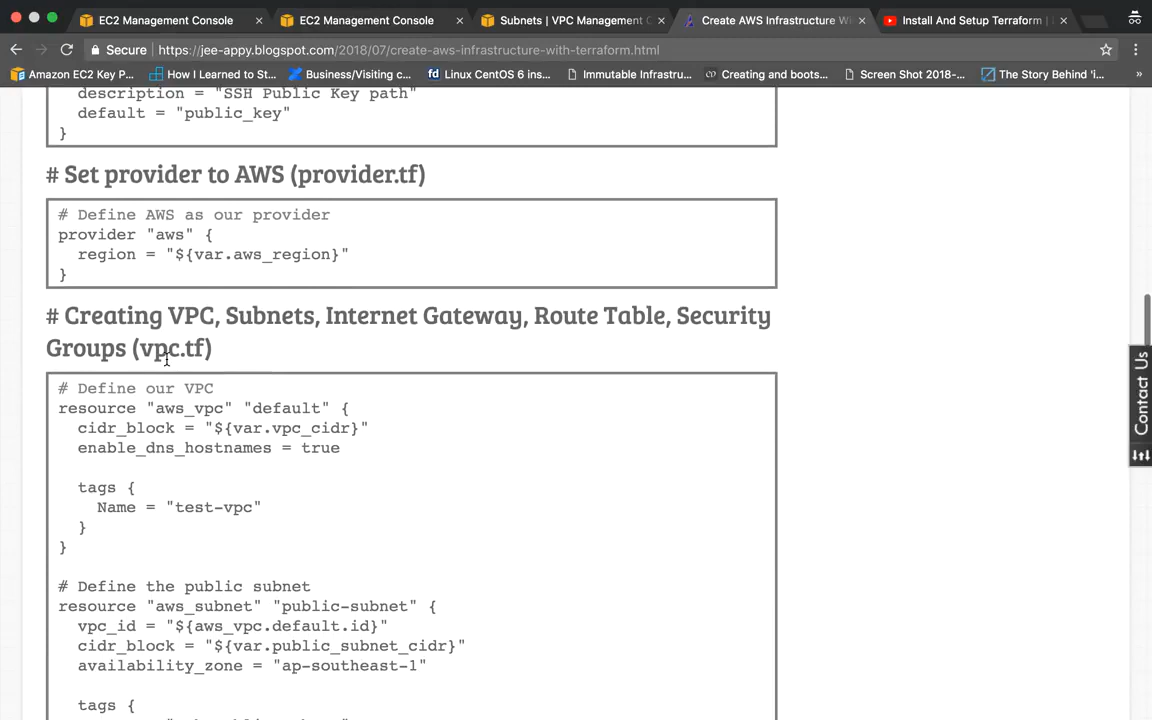 EC2 Management Console
EC2 Management Console
Subnets | VPC Management C
Create AWS Infrastructure Wi
Install And Setup Terraform |
Secure https://jee-appy.blogspot.com/2018/07/create-aws-infrastructure-with-terraform.html
Amazon EC2 Key P...
How I Learned to St...
Business/Visiting c...
fd Linux CentOS 6 ins...
Immutable Infrastru...
Creating and boots...
Screen Shot 2018-...
The Story Behind 'i...
»
description = "SSH Public Key path"
default = "public_key"
}
# Set provider to AWS (provider.tf)
# Define AWS as our provider
provider "aws" {
region = "${var.aws_region}"
}
# Creating VPC, Subnets, Internet Gateway, Route Table, Security
Groups (vpc.tf)
# Define our VPC
resource "aws_vpc" "default" {
cidr_block = "${var.vpc_cidr}"
enable_dns_hostnames = true
tags {
Name = "test-vpc"
}
}
# Define the public subnet
resource "aws_subnet" "public-subnet" {
vpc_id = "${aws_vpc.default.id}"
cidr_block = "${var.public_subnet_cidr}"
availability_zone = "ap-southeast-1"
tags {
Contact Us